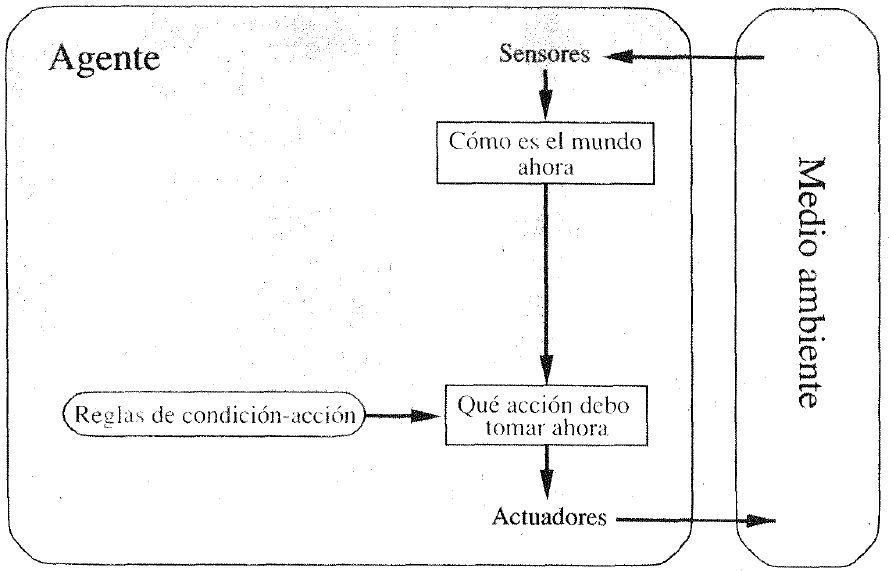 Agente
Sensores
Cómo es el mundo
ahora
Medio ambiente
Reglas de condición-acción
Qué acción debo
tomar ahora
Actuadores